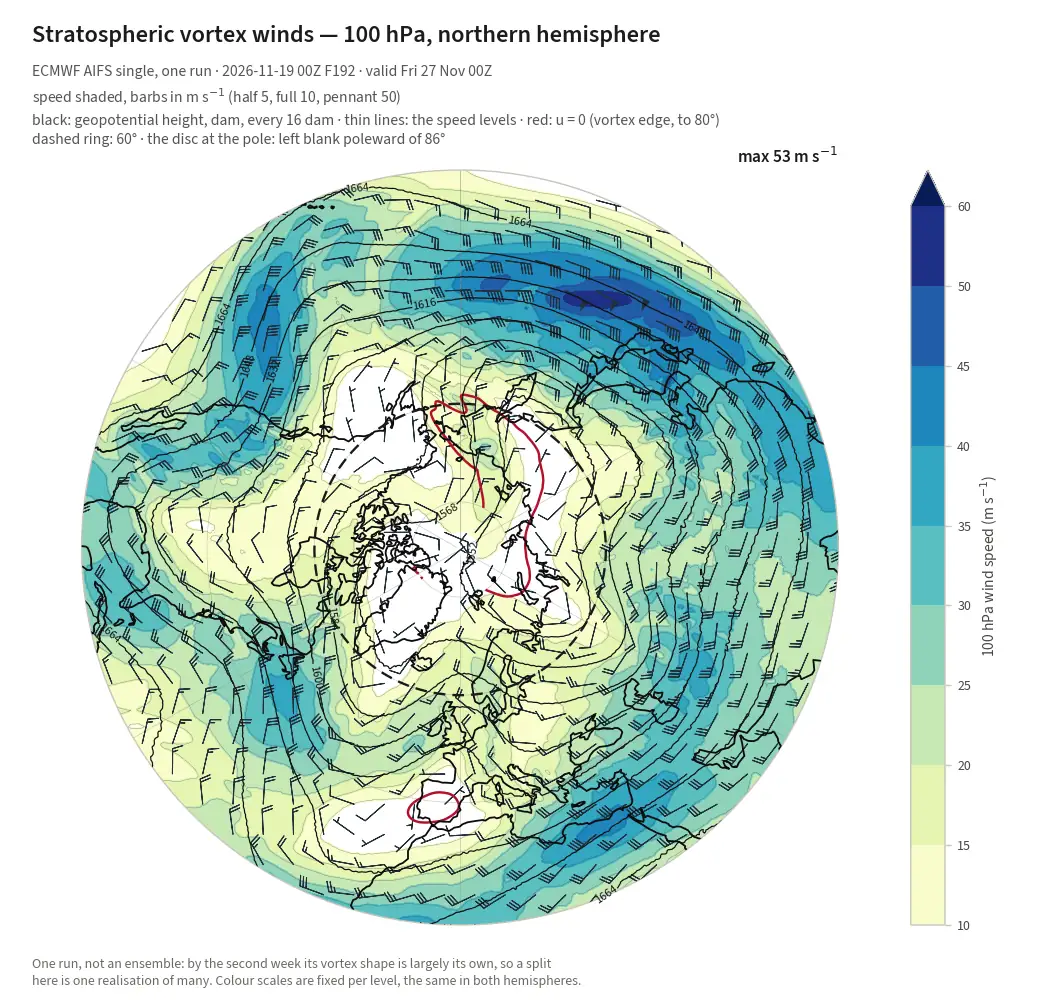 Stratospheric vortex winds — 100 hPa, northern hemisphere
ECMWF AIFS single, one run · 2026-11-19 00Z F192 · valid Fri 27 Nov 00Z
speed shaded, barbs in m s⁻¹ (half 5, full 10, pennant 50)
black: geopotential height, dam, every 16 dam · thin lines: the speed levels · red: u = 0 (vortex edge, to 80°)
dashed ring: 60° · the disc at the pole: left blank poleward of 86°
max 53 m s⁻¹
1664
1664
1616
1664
1568
1600
1664
1664
60
50
45
40
35
30
25
20
15
10
100 hPa wind speed (m s⁻¹)
One run, not an ensemble: by the second week its vortex shape is largely its own, so a split
here is one realisation of many. Colour scales are fixed per level, the same in both hemispheres.